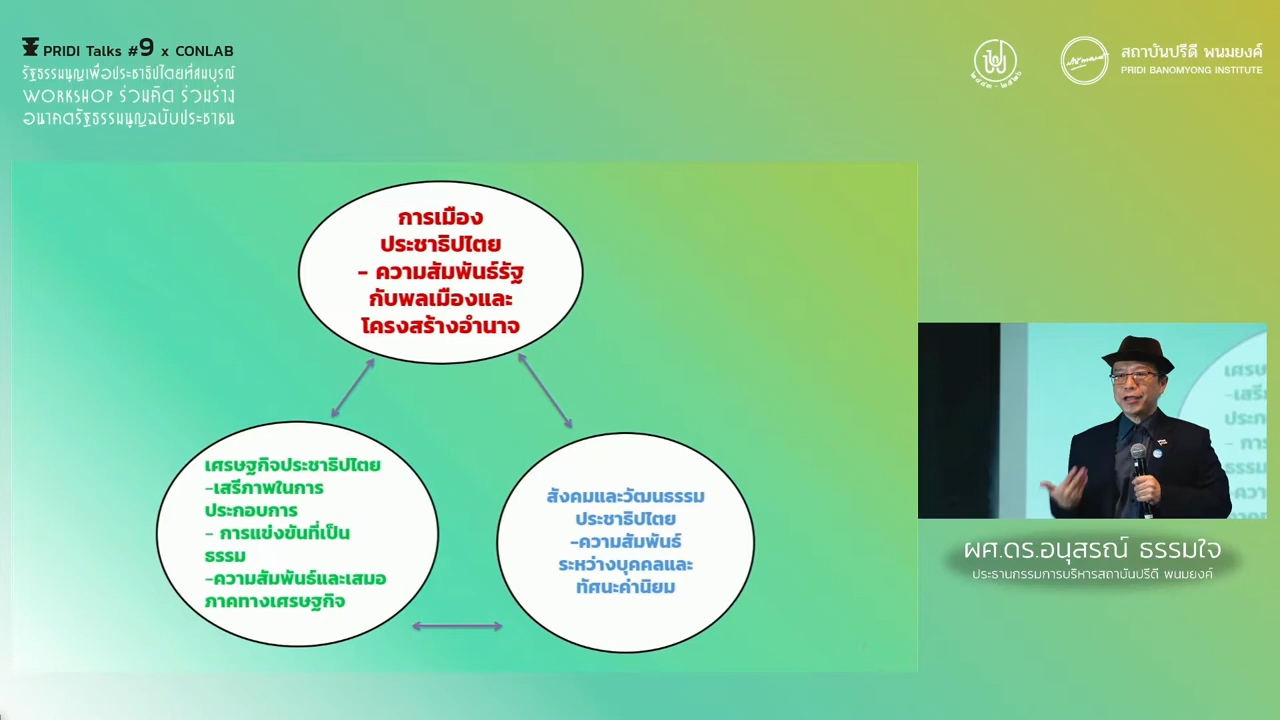 PRIDI Talks #9 x CONLAB
รัฐธรรมนูญเพื่อประชาธิปไตยที่สมบูรณ์
WORKSHOP ร่วมคิด ร่วมร่าง
อนาคตรัฐธรรมนูญฉบับประชาชน
๒๔๔๓ - ๒๕๒๖
สถาบันปรีดี พนมยงค์
PRIDI BANOMYONG INSTITUTE
การเมือง
ประชาธิปไตย
- ความสัมพันธ์รัฐ
กับพลเมืองและ
โครงสร้างอำนาจ
เศรษฐกิจประชาธิปไตย
-เสรีภาพในการ
ประกอบการ
- การแข่งขันที่เป็น
ธรรม
-ความสัมพันธ์และเสมอ
ภาคทางเศรษฐกิจ
สังคมและวัฒนธรรม
ประชาธิปไตย
-ความสัมพันธ์
ระหว่างบุคคลและ
ทัศนะค่านิยม
ผศ.ดร.อนุสรณ์ ธรรมใจ
ประธานกรรมการบริหารสถาบันปรีดี พนมยงค์